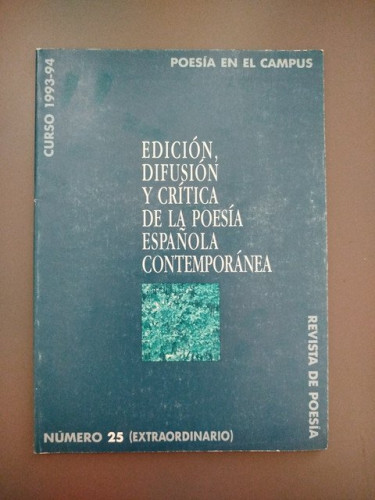 POESÍA EN EL CAMPUS
CURSO 1993-94
EDICIÓN,
DIFUSIÓN
Y CRÍTICA
DE LA POESÍA
ESPAÑOLA
CONTEMPORÁNEA
REVISTA DE POESÍA
NÚMERO 25 (EXTRAORDINARIO)